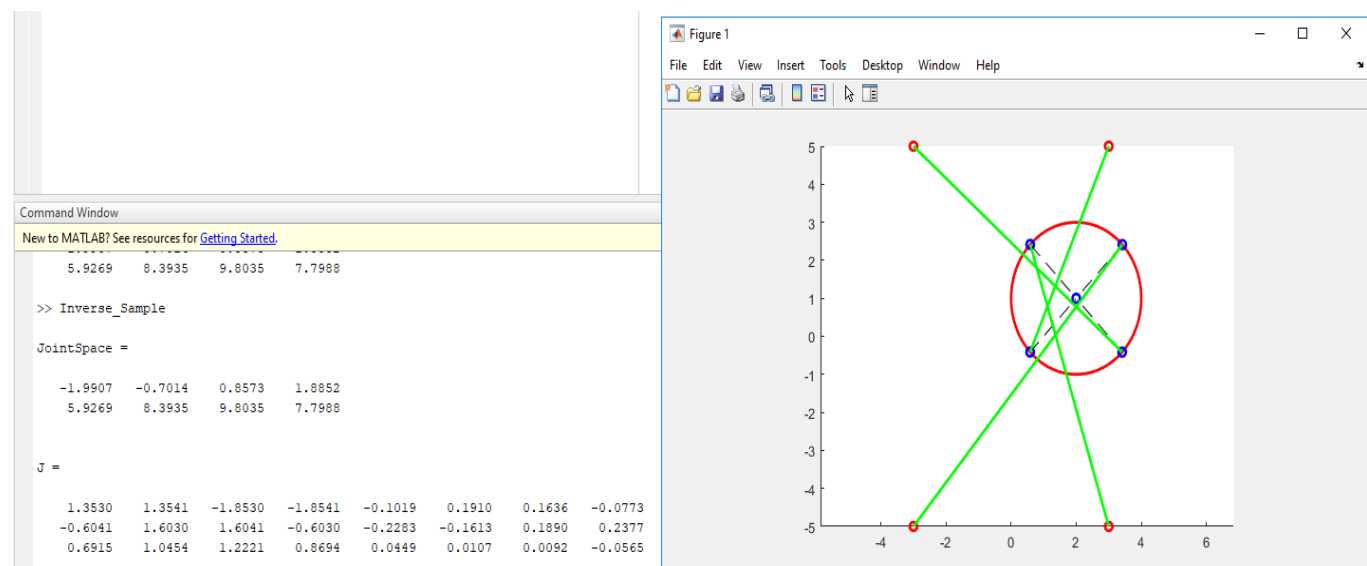 Command Window
New to MATLAB? See resources for Getting Started.
5.9269 8.3935 9.8035 7.7988
>> Inverse_Sample
JointSpace =
-1.9907 -0.7014 0.8573 1.8852
5.9269 8.3935 9.8035 7.7988
J =
1.3530 1.3541 -1.8530 -1.8541 -0.1019 0.1910 0.1636 -0.0773
-0.6041 1.6030 1.6041 -0.6030 -0.2283 -0.1613 0.1890 0.2377
0.6915 1.0454 1.2221 0.8694 0.0449 0.0107 0.0092 -0.0565
Figure 1
File Edit View Insert Tools Desktop Window Help
5
4
3
2
1
0
-1
-2
-3
-4
-5
-4 -2 0 2 4 6